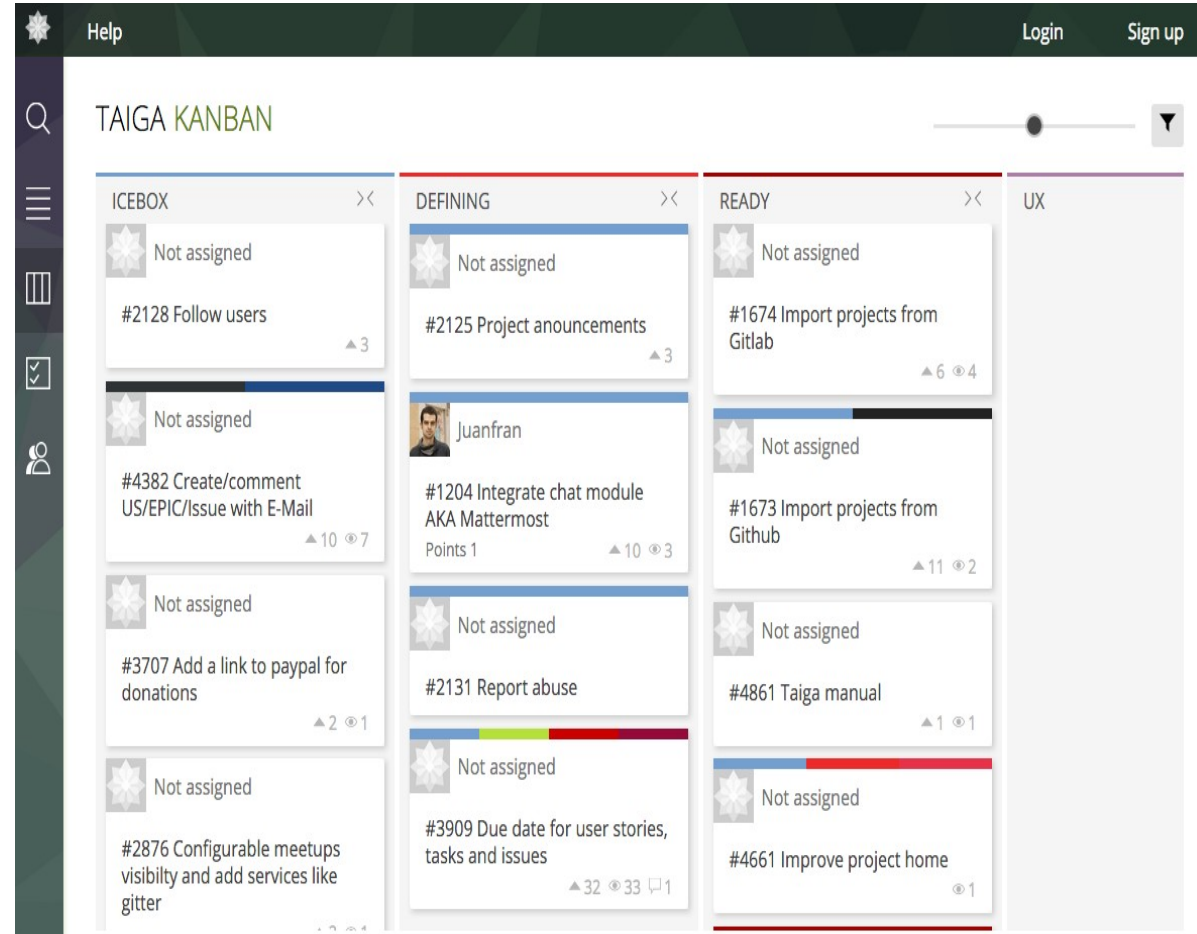 Help
Login
Sign up
TAIGA KANBAN
ICEBOX
Not assigned
#2128 Follow users
3
Not assigned
#4382 Create/comment
US/EPIC/Issue with E-Mail
10 7
Not assigned
#3707 Add a link to paypal for
donations
2 1
Not assigned
#2876 Configurable meetups
visibilty and add services like
gitter
DEFINING
Not assigned
#2125 Project anouncements
3
Juanfran
#1204 Integrate chat module
AKA Mattermost
Points 1 10 3
Not assigned
#2131 Report abuse
Not assigned
#3909 Due date for user stories,
tasks and issues
32 33 1
READY
Not assigned
#1674 Import projects from
Gitlab
6 4
Not assigned
#1673 Import projects from
Github
11 2
Not assigned
#4861 Taiga manual
1 1
Not assigned
#4661 Improve project home
1
UX